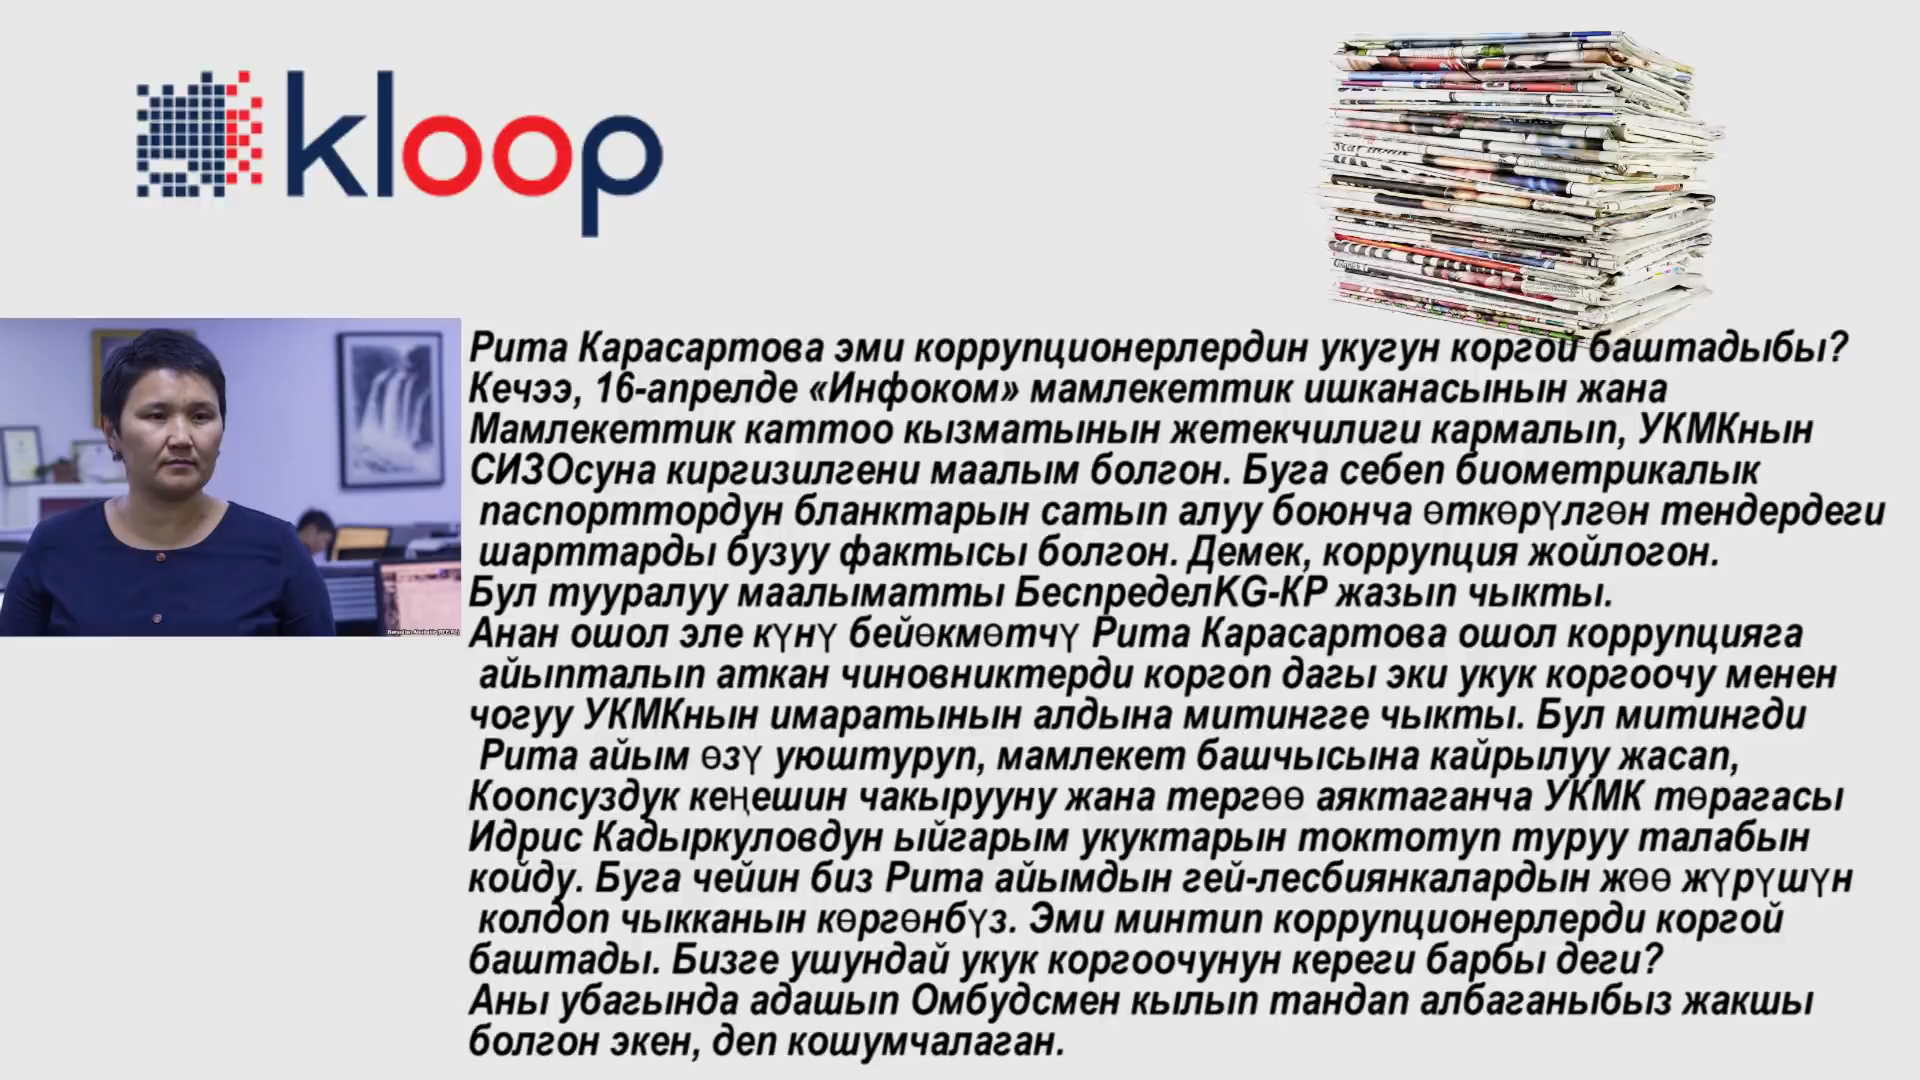 kloop
Рита Карасартова эми коррупционерлердин укугун коргой баштадыбы?
Кечээ, 16-апрелде «Инфоком» мамлекеттик ишканасынын жана
Мамлекеттик каттоо кызматынын жетекчилиги кармалып, УКМКнын
СИЗОсуна киргизилгени маалым болгон. Буга себеп биометрикалык
паспорттордун бланктарын сатып алуу боюнча өткөрүлгөн тендердеги
шарттарды бузуу фактысы болгон. Демек, коррупция жойлогон.
Бул тууралуу маалыматты БеспределKG-КР жазып чыкты.
Анан ошол эле күнү бейөкмөтчү Рита Карасартова ошол коррупцияга
айыпталып аткан чиновниктерди коргоп дагы эки укук коргоочу менен
чогуу УКМКнын имаратынын алдына митингге чыкты. Бул митингди
Рита айым өзү уюштуруп, мамлекет башчысына кайрылуу жасап,
Коопсуздук кеңешин чакырууну жана тергөө аяктаганча УКМК төрагасы
Идрис Кадыркуловдун ыйгарым укуктарын токтотуп туруу талабын
койду. Буга чейин биз Рита айымдын гей-лесбиянкалардын жөө жүрүшүн
колдоп чыкканын көргөнбүз. Эми минтип коррупционерлерди коргой
баштады. Бизге ушундай укук коргоочунун кереги барбы деги?
Аны убагында адашып Омбудсмен кылып тандап албаганыбыз жакшы
болгон экен, деп кошумчалаган.